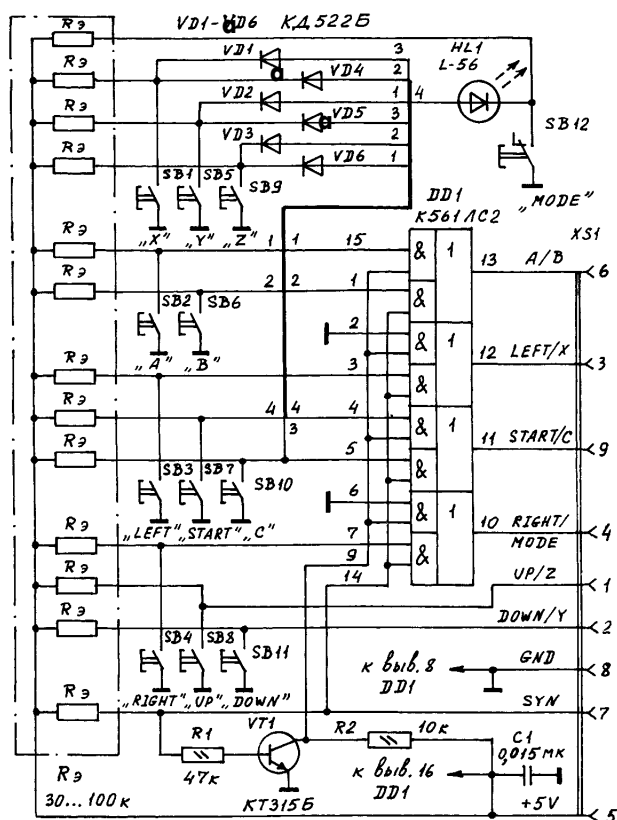 Rэ VD1-VD6 КД522Б
VD1 3 HL1
L-56
Rэ 2
VD4
VD2 1 4
Rэ VD5 3 SB12
VD3 2
Rэ VD6 1
SB1 SB5 SB9 DD1 „MODE"
К561ЛС2
Rэ „X" „Y" „Z" XS1
1 1 15 & 1 13 A/B 6
Rэ SB6 2 2 1 &
SB2 2 & 1 12 LEFT/X 3
Rэ „A" „B" 3 &
Rэ 4 4 4 & 1 11 START/C 9
3
Rэ 5 &
SB3 SB7 SB10 6 & 1 10 RIGHT/ 4
MODE
Rэ „LEFT" „START" „C" 7 &
9
Rэ 14 UP/Z 1
Rэ DOWN/Y 2
SB4 SB8 SB11 к выв. 8 GND 8
DD1
Rэ „RIGHT" „UP" „DOWN" SYN 7
VT1 R2 10к C1
R1 0,015 мк
47к к выв. 16
DD1
Rэ КТ315Б +5V
30...100к 5